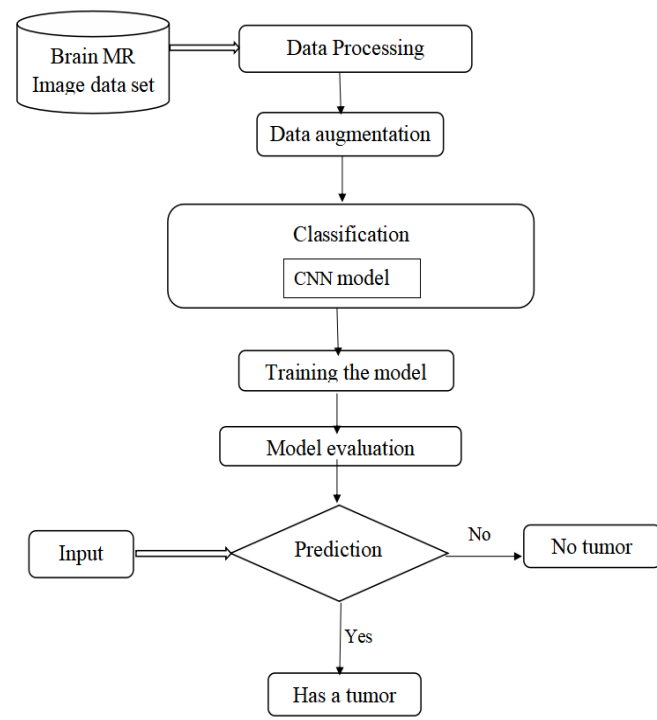 Brain MR
Image data set
Data Processing
Data augmentation
Classification
CNN model
Training the model
Model evaluation
Input
Prediction
No
No tumor
Yes
Has a tumor